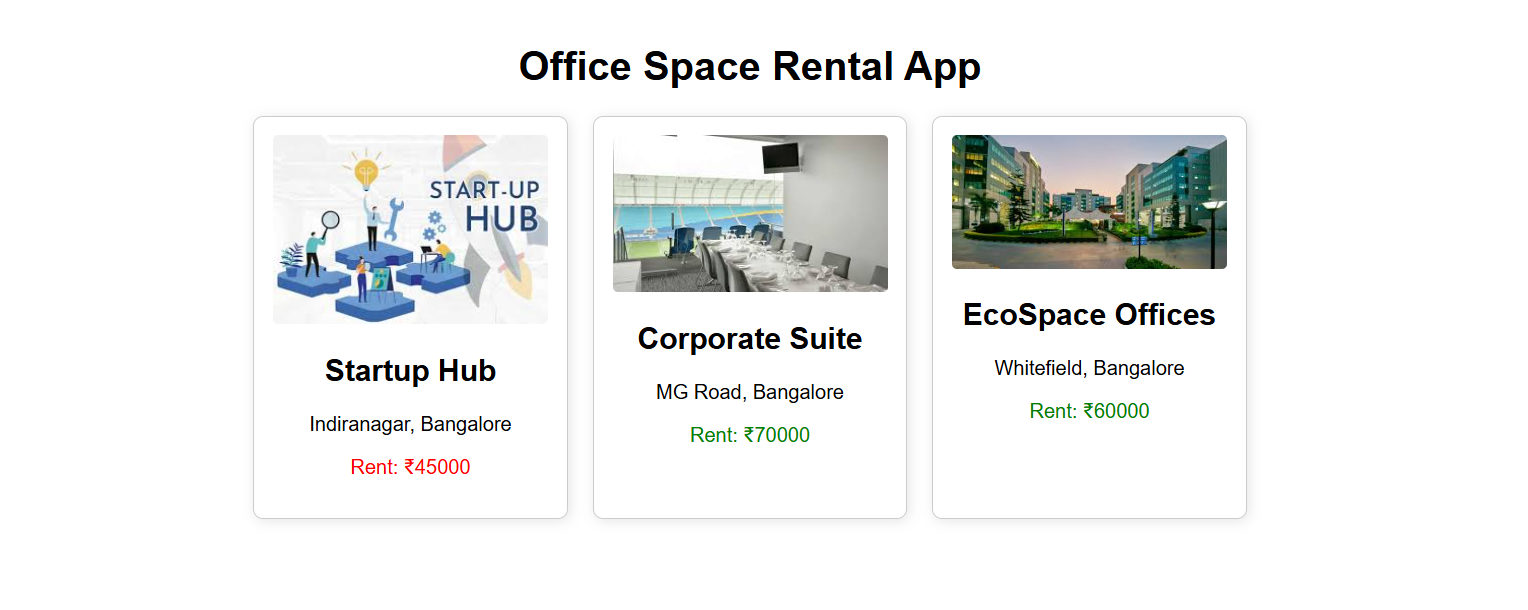 Office Space Rental App
START-UP
HUB
Startup Hub
Indiranagar, Bangalore
Rent: ₹45000
Corporate Suite
MG Road, Bangalore
Rent: ₹70000
EcoSpace Offices
Whitefield, Bangalore
Rent: ₹60000